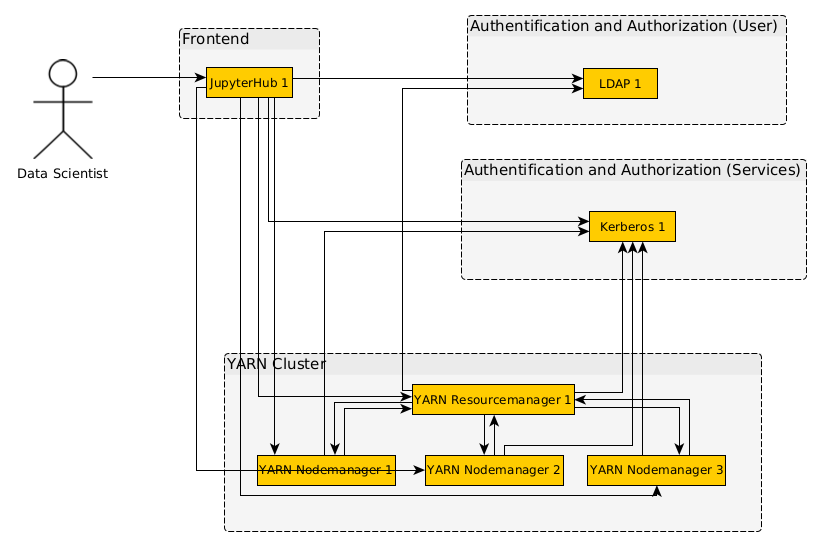 Frontend
Authentification and Authorization (User)
JupyterHub 1
LDAP 1
Data Scientist
Authentification and Authorization (Services)
Kerberos 1
YARN Cluster
YARN Resourcemanager 1
YARN Nodemanager 1
YARN Nodemanager 2
YARN Nodemanager 3